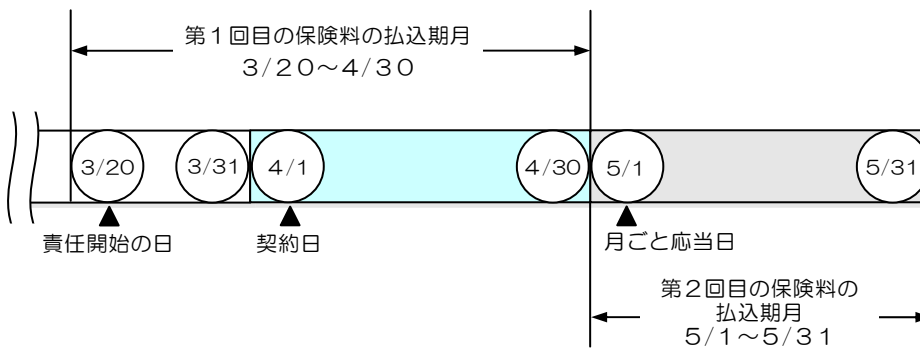 第１回目の保険料の払込期月
３/２０～４/３０
３/２０
３/３１
４/１
４/３０
５/１
５/３１
責任開始の日
契約日
月ごと応当日
第２回目の保険料の
払込期月
５/１～５/３１